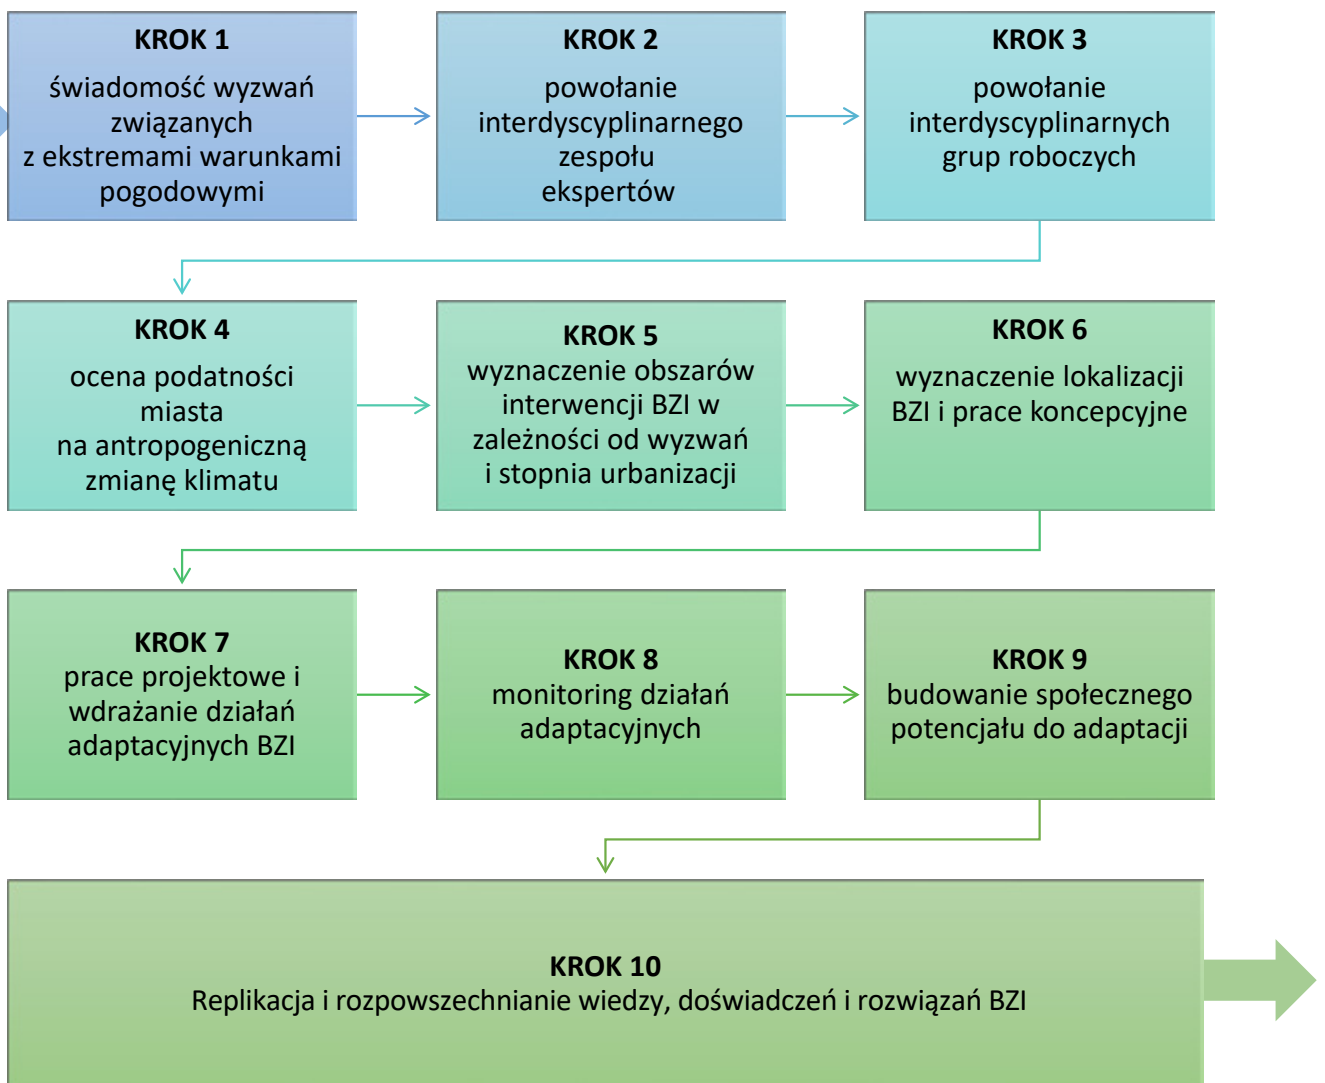 KROK 1
świadomość wyzwań
związanych
z ekstremami warunkami
pogodowymi
KROK 2
powołanie
interdyscyplinarnego
zespołu
ekspertów
KROK 3
powołanie
interdyscyplinarnych
grup roboczych
KROK 4
ocena podatności
miasta
na antropogeniczną
zmianę klimatu
KROK 5
wyznaczenie obszarów
interwencji BZI w
zależności od wyzwań
i stopnia urbanizacji
KROK 6
wyznaczenie lokalizacji
BZI i prace koncepcyjne
KROK 7
prace projektowe i
wdrażanie działań
adaptacyjnych BZI
KROK 8
monitoring działań
adaptacyjnych
KROK 9
budowanie społecznego
potencjału do adaptacji
KROK 10
Replikacja i rozpowszechnianie wiedzy, doświadczeń i rozwiązań BZI